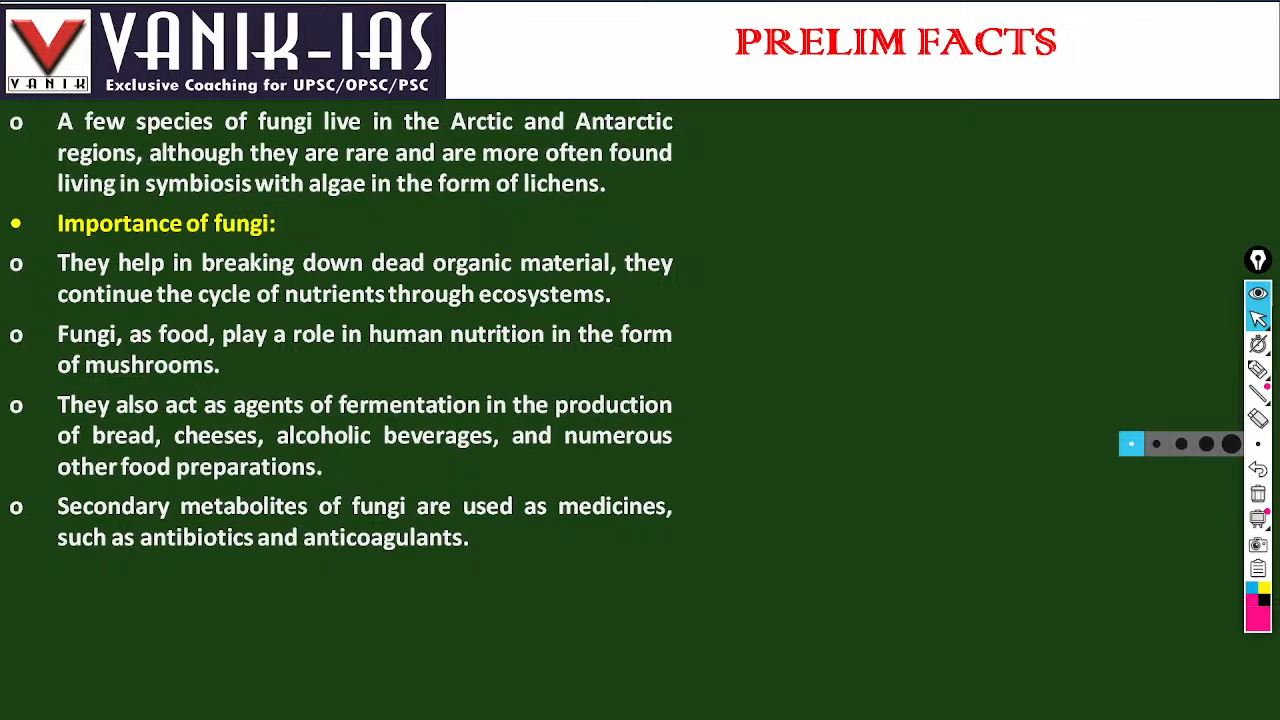 VANIK-IAS
VANIK
Exclusive Coaching for UPSC/OPSC/PSC
PRELIM FACTS
o A few species of fungi live in the Arctic and Antarctic
regions, although they are rare and are more often found
living in symbiosis with algae in the form of lichens.
• Importance of fungi:
o They help in breaking down dead organic material, they
continue the cycle of nutrients through ecosystems.
o Fungi, as food, play a role in human nutrition in the form
of mushrooms.
o They also act as agents of fermentation in the production
of bread, cheeses, alcoholic beverages, and numerous
other food preparations.
o Secondary metabolites of fungi are used as medicines,
such as antibiotics and anticoagulants.